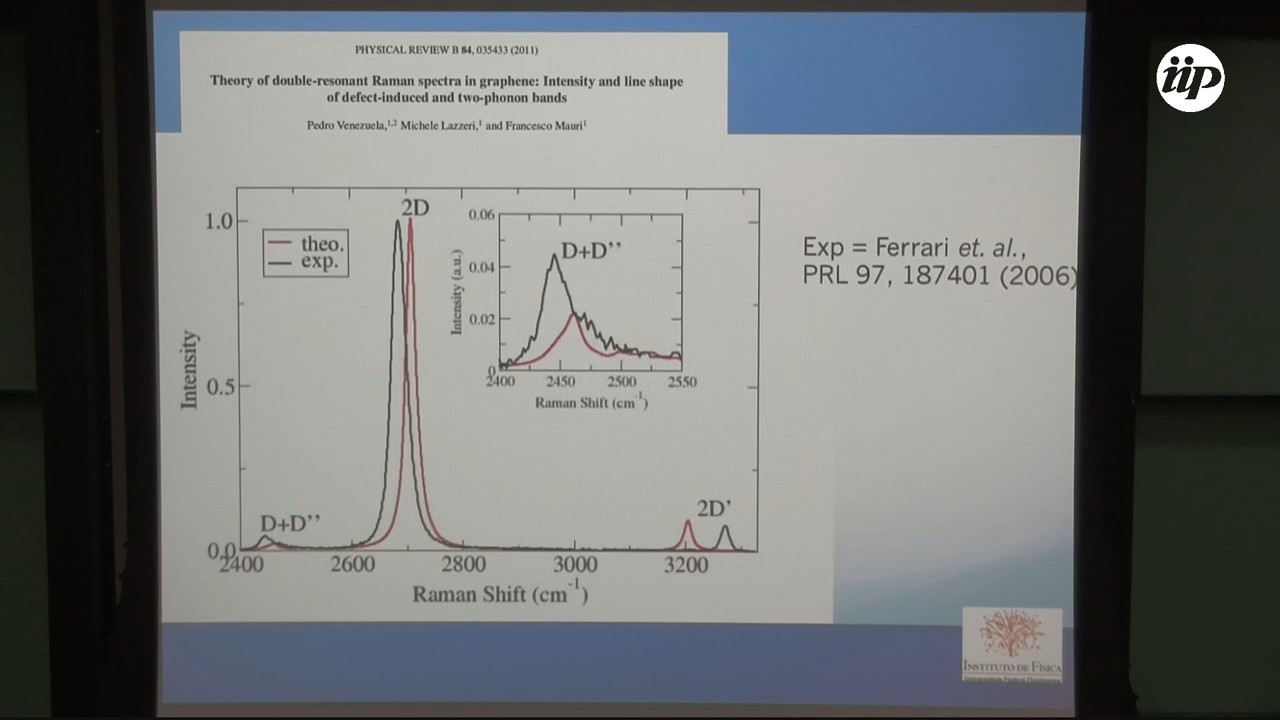 iip
PHYSICAL REVIEW B 84, 035433 (2011)
Theory of double-resonant Raman spectra in graphene: Intensity and line shape
of defect-induced and two-phonon bands
Pedro Venezuela,1,2 Michele Lazzeri,1 and Francesco Mauri1
2D
1.0
theo.
exp.
0.06
D+D’’
0.04
Intensity (a.u.)
0.02
0
2400 2450 2500 2550
Raman Shift (cm-1)
Exp = Ferrari et. al.,
PRL 97, 187401 (2006)
Intensity
0.5
D+D’’
2D’
0.0
2400 2600 2800 3000 3200
Raman Shift (cm-1)
INSTITUTO DE FÍSICA